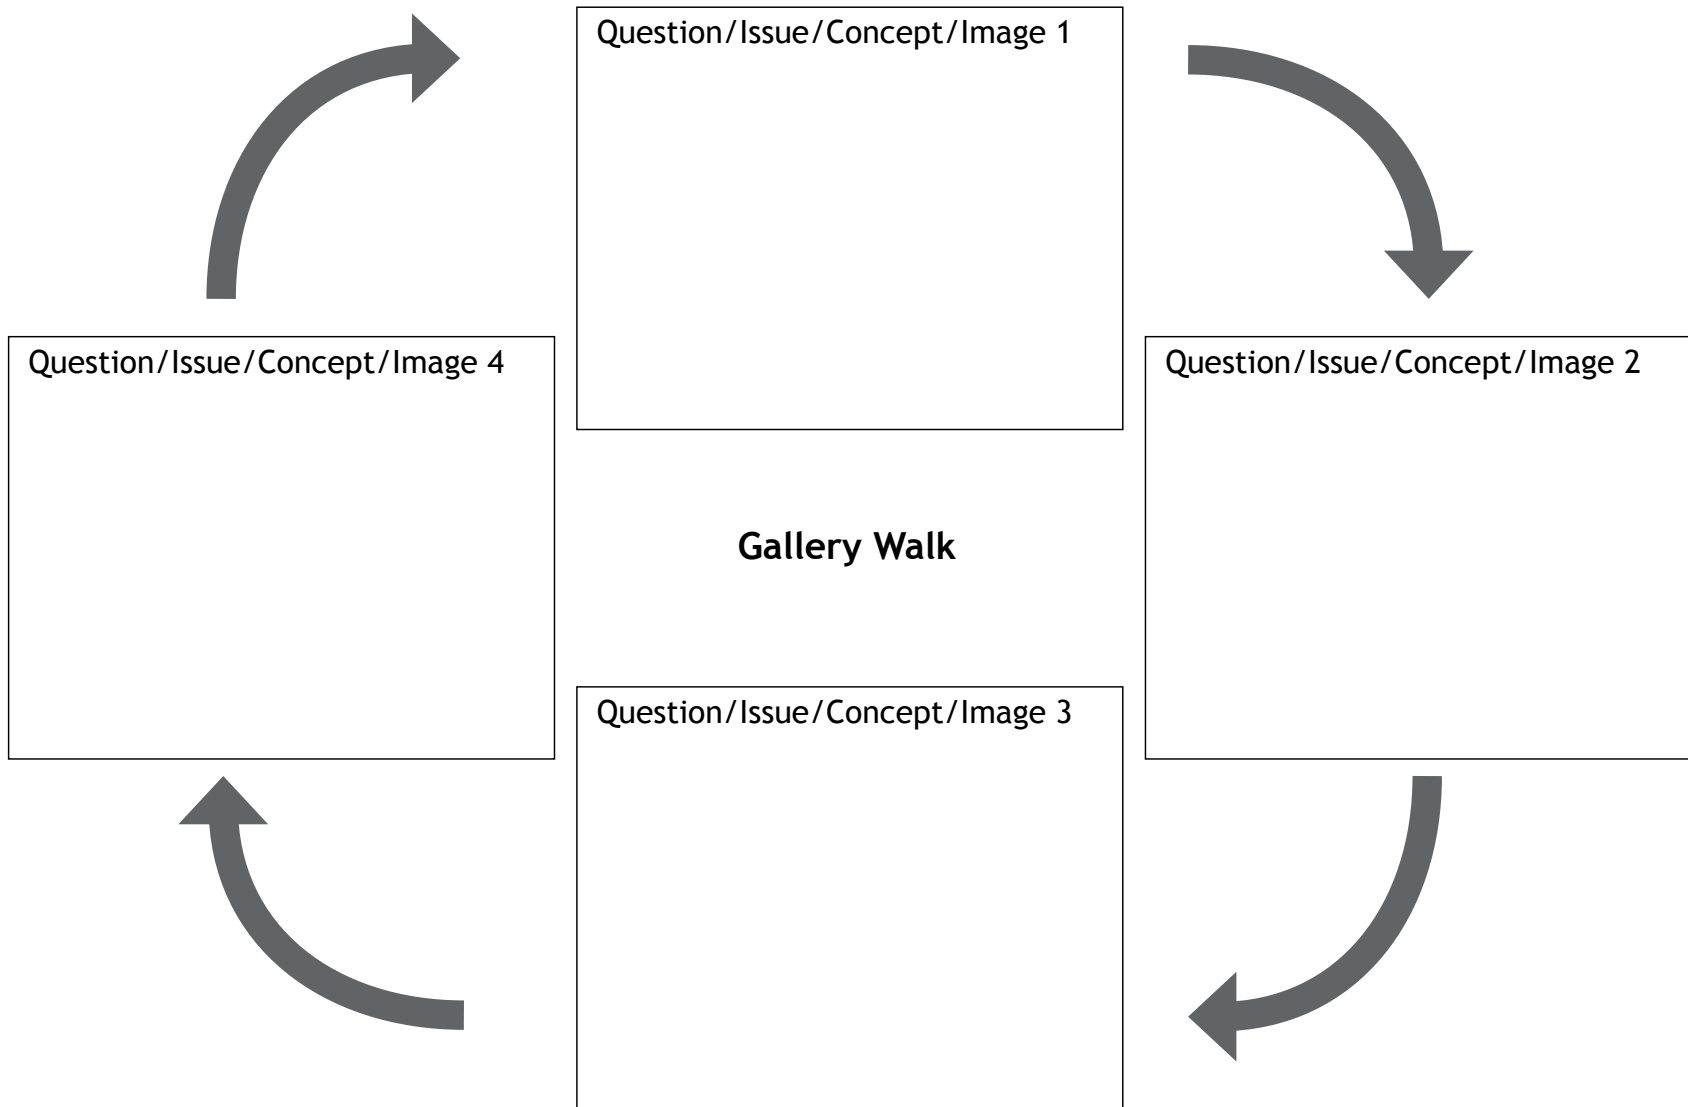 Question/Issue/Concept/Image 1
Question/Issue/Concept/Image 4
Question/Issue/Concept/Image 2
Gallery Walk
Question/Issue/Concept/Image 3